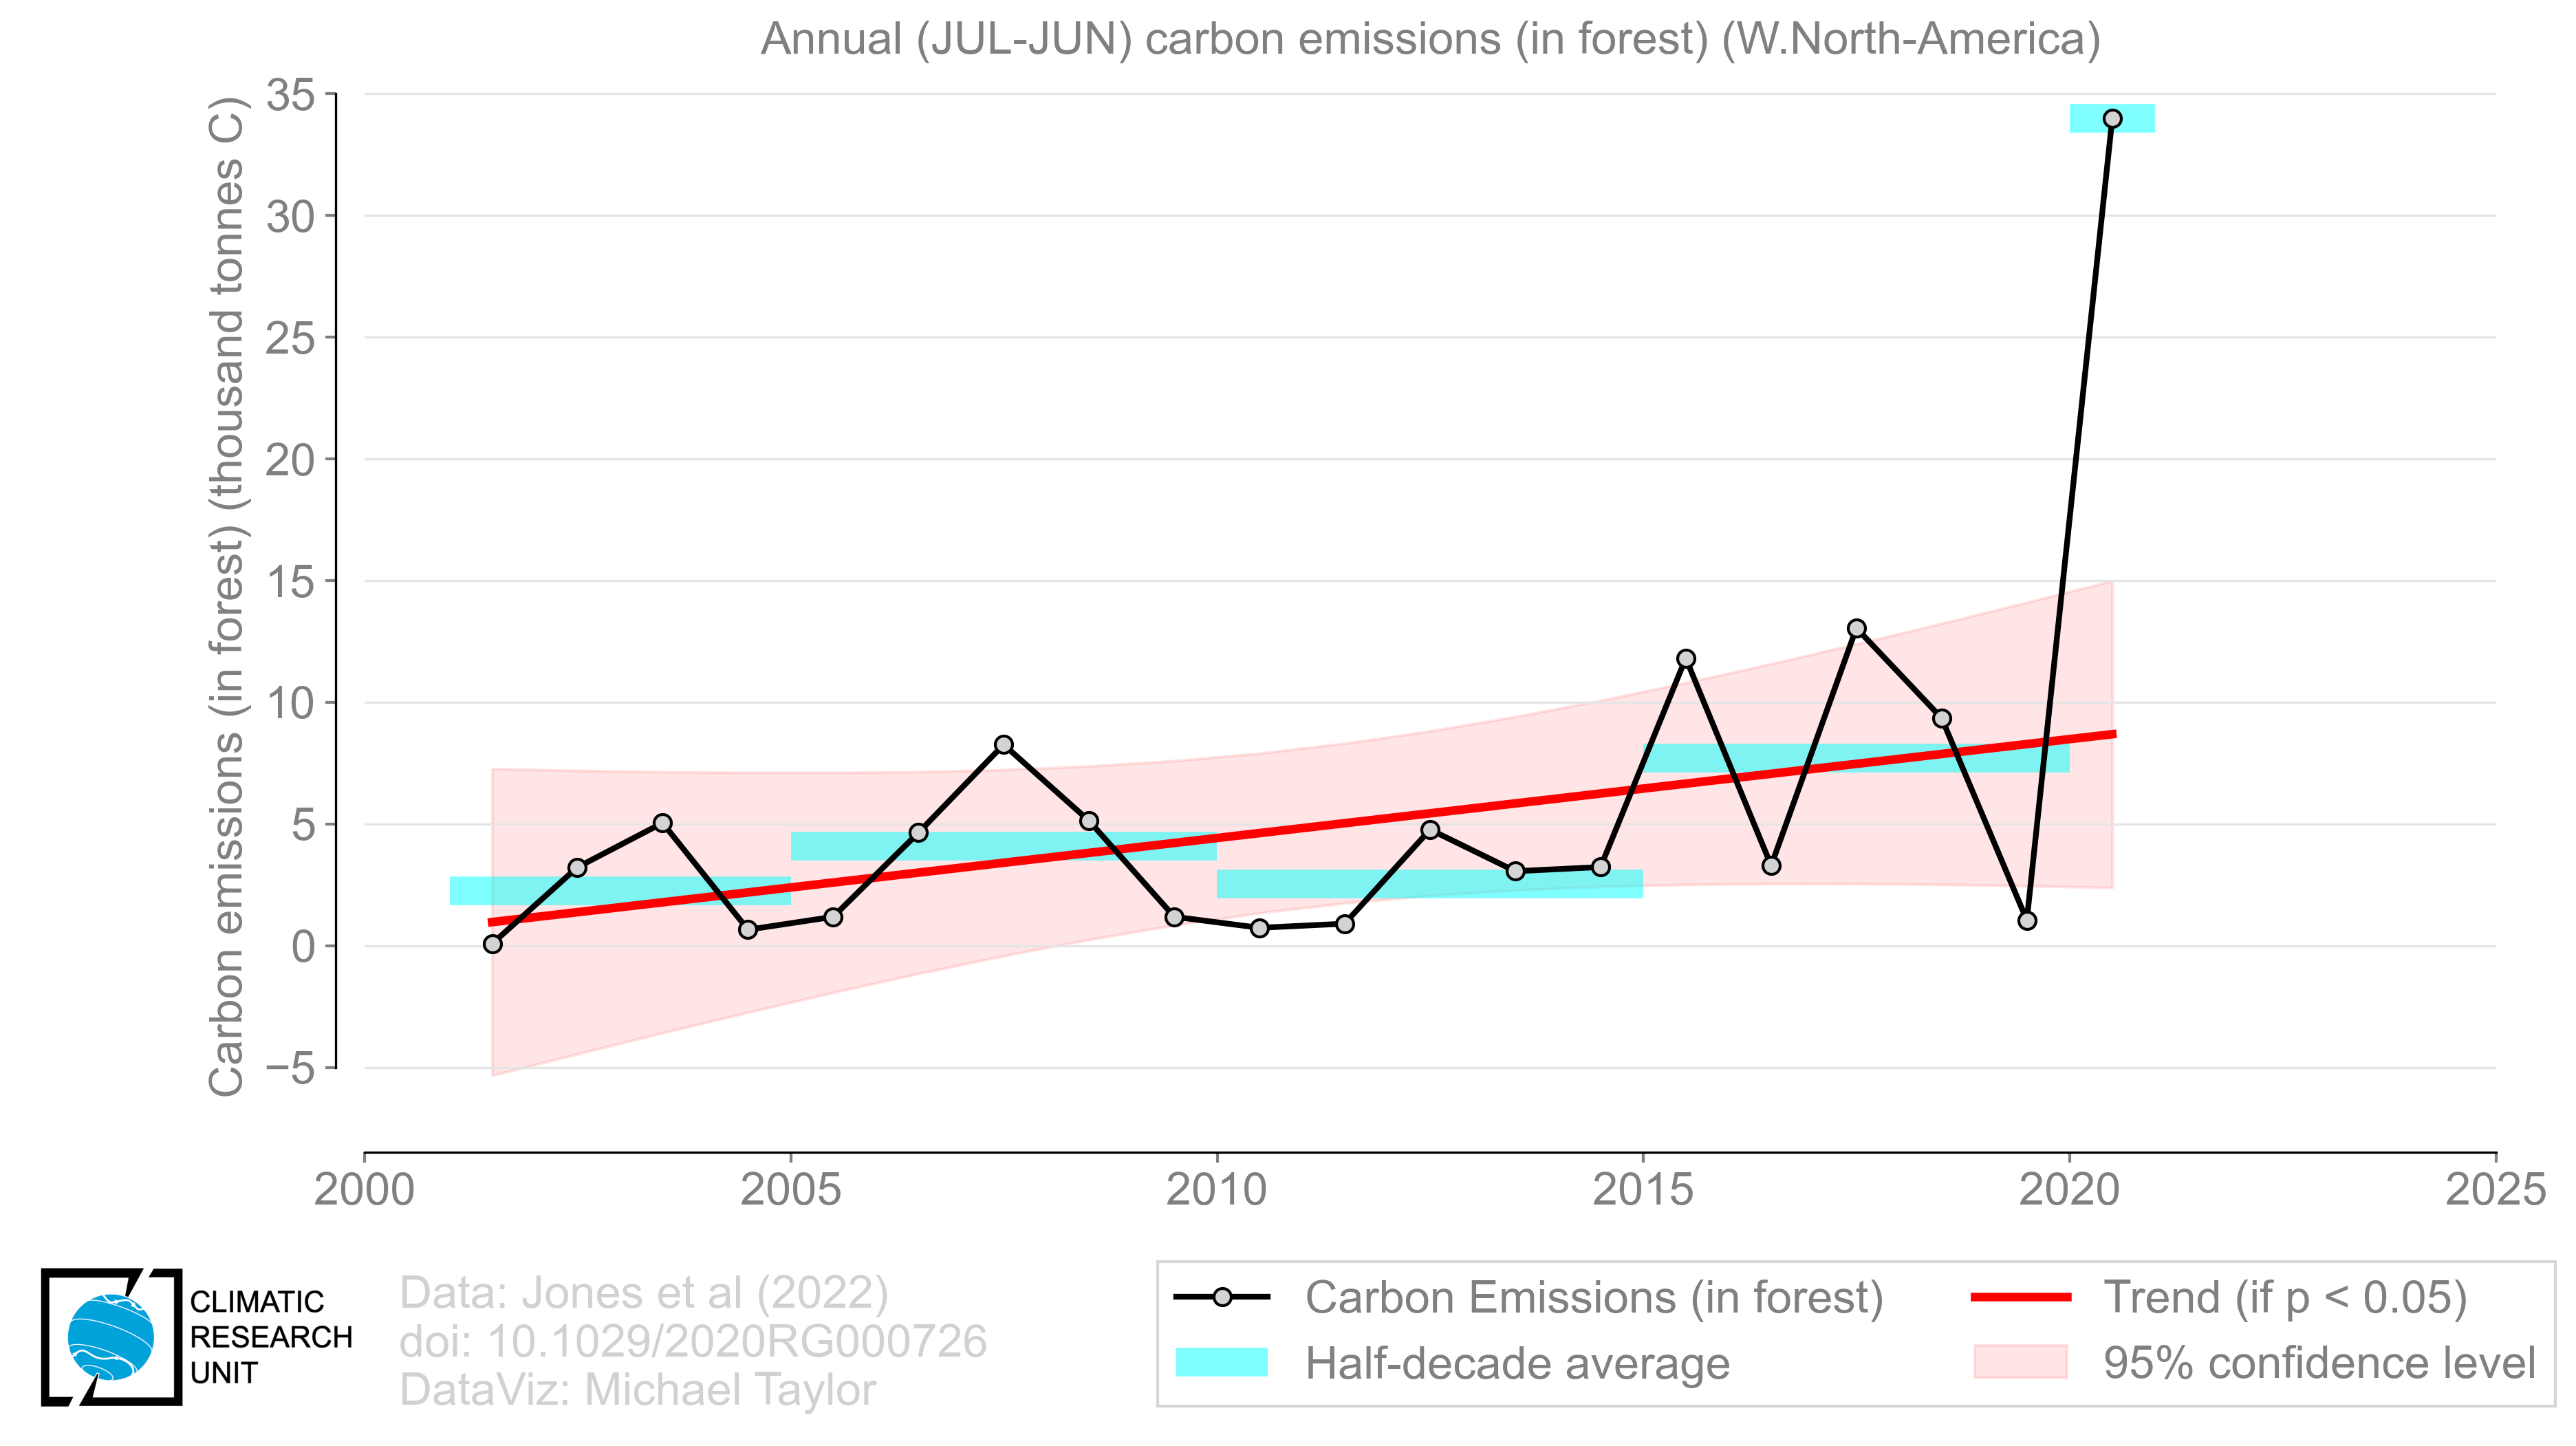 Annual (JUL-JUN) carbon emissions (in forest) (W.North-America)
Carbon emissions (in forest) (thousand tonnes C)
35
30
25
20
15
10
5
0
−5
2000 2005 2010 2015 2020 2025
CLIMATIC
RESEARCH
UNIT
Data: Jones et al (2022)
doi: 10.1029/2020RG000726
DataViz: Michael Taylor
Carbon Emissions (in forest)
Half-decade average
Trend (if p < 0.05)
95% confidence level